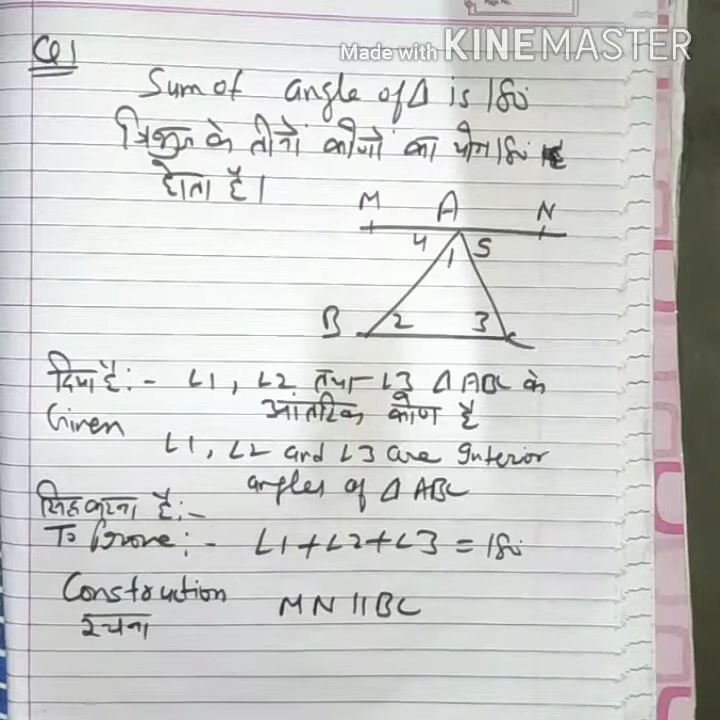 Made with KINEMASTER
Q1
Sum of angle of Δ is 180
त्रिभुज के तीनों कोणों का योग 180
होता है।
M A N
4 1 5
B 2 3 C
दिया है:- ∠1, ∠2 तथा ∠3 ΔABC के
आंतरिक कोण है
Given
∠1, ∠2 and ∠3 are Interior
angles of ΔABC
सिद्ध करना है:-
To Prove:- ∠1+∠2+∠3 = 180
Construction MN || BC
रचना